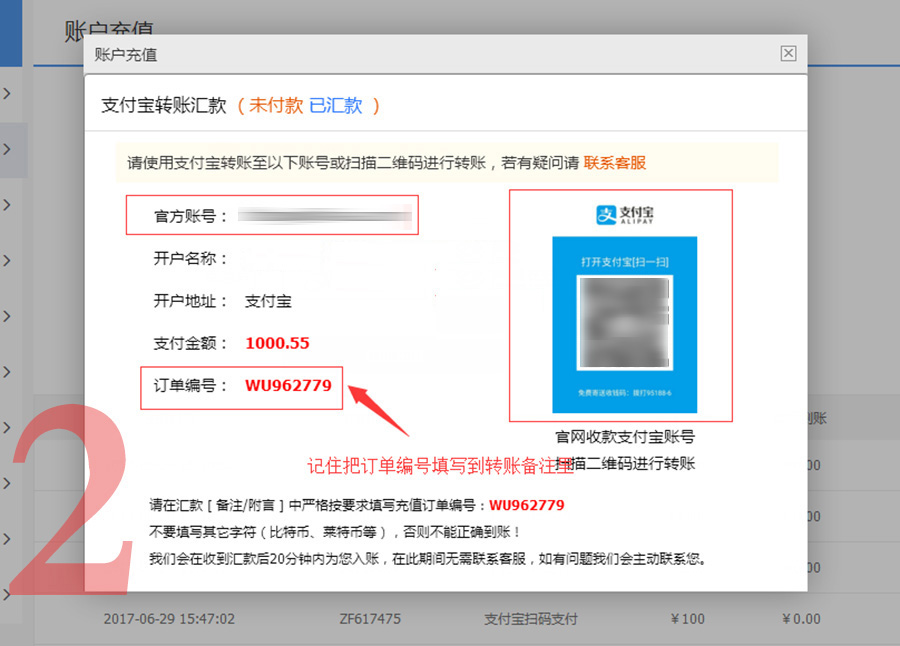 账户充值
账户充值
支付宝转账汇款 ( 未付款 已汇款 )
请使用支付宝转账至以下账号或扫描二维码进行转账，若有疑问请 联系客服
官方账号：
支付宝
ALIPAY
开户名称：
打开支付宝[扫一扫]
开户地址： 支付宝
支付金额： 1000.55
订单编号： WU962779
免费寄送收钱码：拨打95188-6
到账
官网收款支付宝账号
扫描二维码进行转账
记住把订单编号填写到转账备注里
00
请在汇款 [ 备注/附言 ] 中严格按要求填写充值订单编号：WU962779
00
不要填写其它字符（比特币、莱特币等），否则不能正确到账！
我们会在收到汇款后20分钟内为您入账，在此期间无需联系客服，如有问题我们会主动联系您。
00
2
2017-06-29 15:47:02 ZF617475 支付宝扫码支付 ￥100 ￥0.00